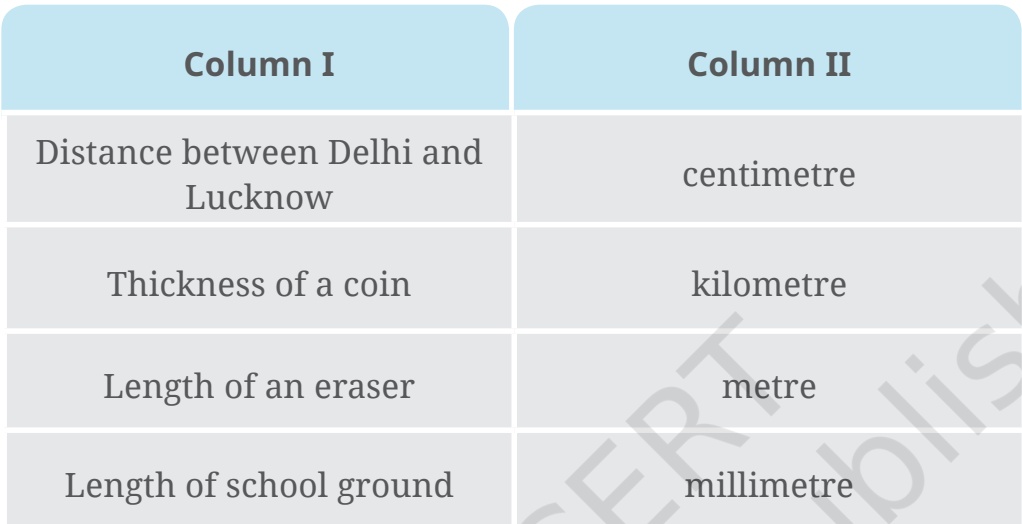 Column I
Column II
Distance between Delhi and
Lucknow
centimetre
Thickness of a coin
kilometre
Length of an eraser
metre
Length of school ground
millimetre